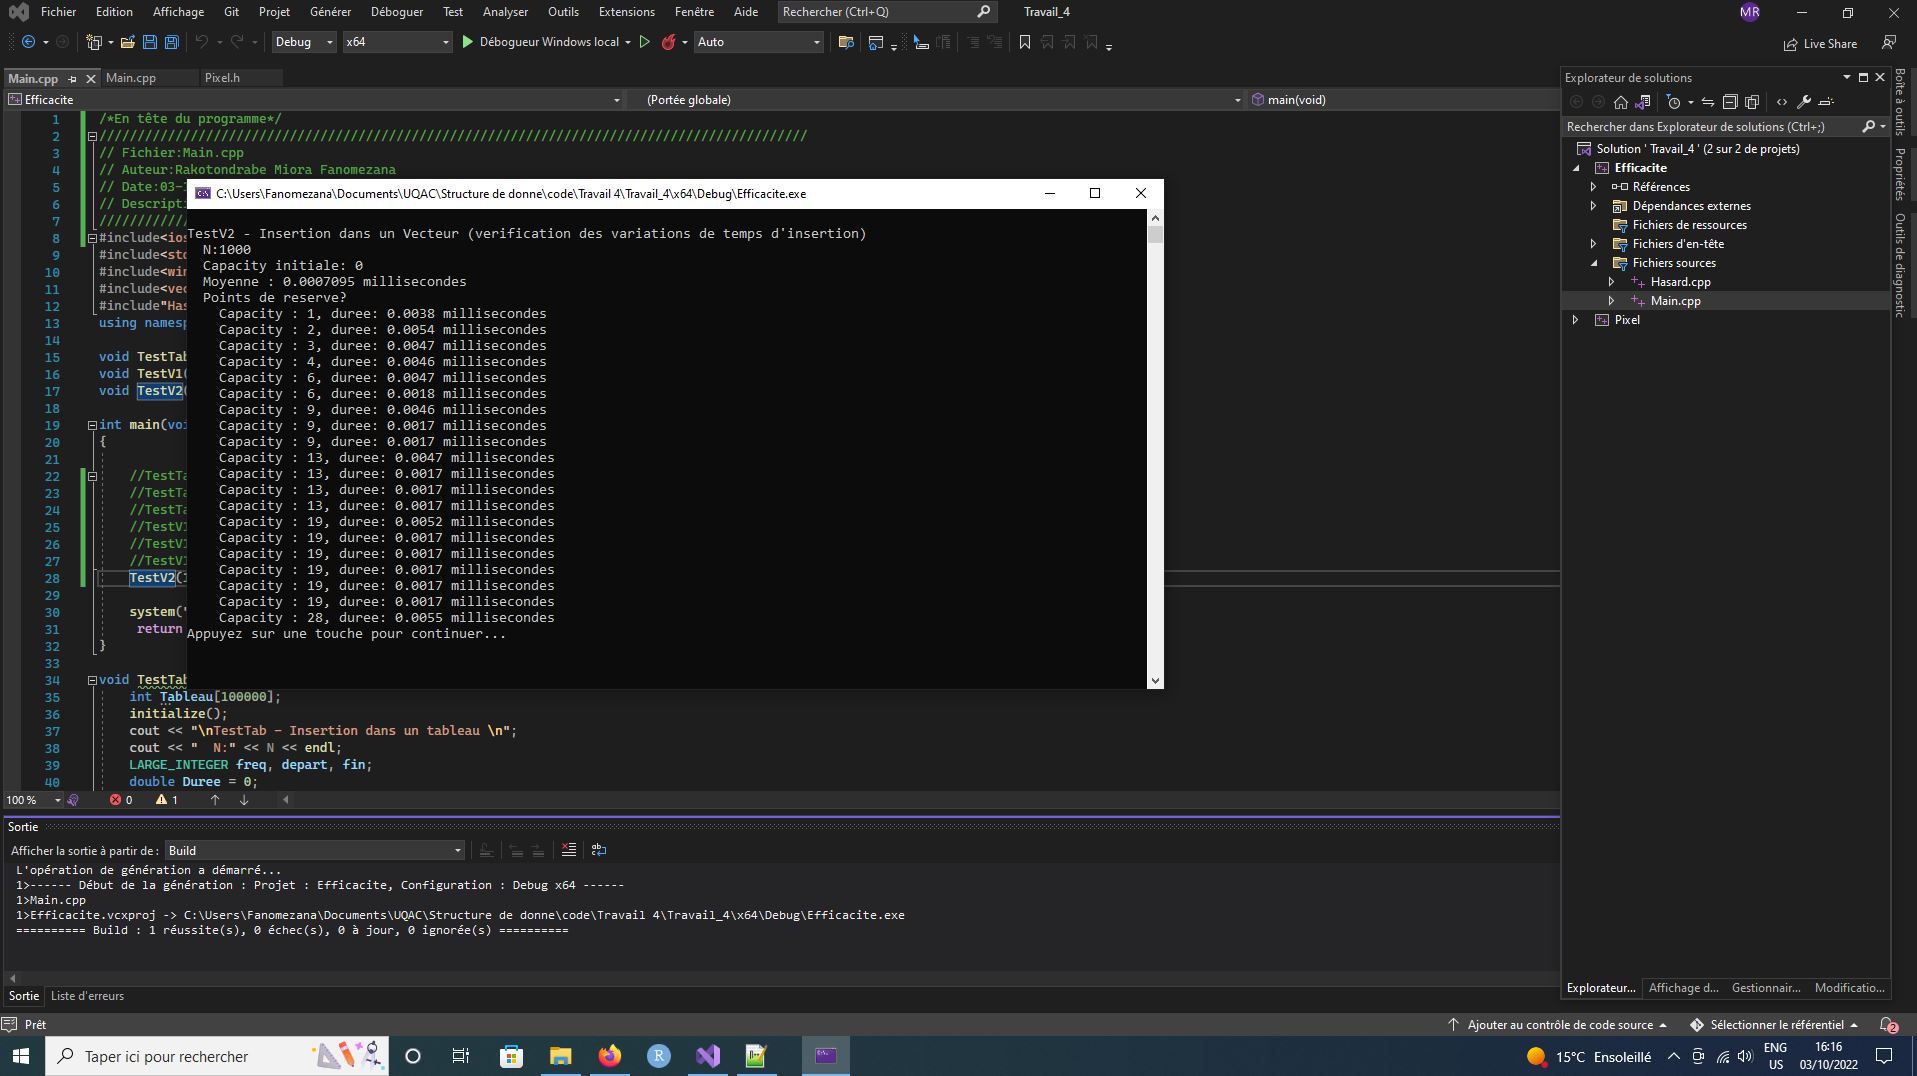 Fichier Edition Affichage Git Projet Générer Déboguer Test Analyser Outils Extensions Fenêtre Aide Rechercher (Ctrl+Q) Travail_4 MR
Debug x64 Débogueur Windows local Auto Live Share
Main.cpp Main.cpp Pixel.h
Efficacite (Portée globale) main(void)
1 /*En tête du programme*/
2 ////////////////////////////////////////////////////////////////////////////////////////////
3 // Fichier:Main.cpp
4 // Auteur:Rakotondrabe Miora Fanomezana
5 // Date:03-
6 // Descripti
7 ////////////
8 #include<ios
9 #include<sto
10 #include<win
11 #include<vec
12 #include"Has
13 using namesp
14
15 void TestTab
16 void TestV1(
17 void TestV2(
18
19 int main(voi
20 {
21
22 //TestTa
23 //TestTa
24 //TestTa
25 //TestV1
26 //TestV1
27 //TestV1
28 TestV2(
29
30 system("
31 return
32 }
33
34 void TestTab
35 int Tableau[100000];
36 initialize();
37 cout << "\nTestTab - Insertion dans un tableau \n";
38 cout << "  N:" << N << endl;
39 LARGE_INTEGER freq, depart, fin;
40 double Duree = 0;
C:\Users\Fanomezana\Documents\UQAC\Structure de donne\code\Travail 4\Travail_4\x64\Debug\Efficacite.exe
TestV2 - Insertion dans un Vecteur (verification des variations de temps d'insertion)
N:1000
Capacity initiale: 0
Moyenne : 0.0007095 millisecondes
Points de reserve?
Capacity : 1, duree: 0.0038 millisecondes
Capacity : 2, duree: 0.0054 millisecondes
Capacity : 3, duree: 0.0047 millisecondes
Capacity : 4, duree: 0.0046 millisecondes
Capacity : 6, duree: 0.0047 millisecondes
Capacity : 6, duree: 0.0018 millisecondes
Capacity : 9, duree: 0.0046 millisecondes
Capacity : 9, duree: 0.0017 millisecondes
Capacity : 9, duree: 0.0017 millisecondes
Capacity : 13, duree: 0.0047 millisecondes
Capacity : 13, duree: 0.0017 millisecondes
Capacity : 13, duree: 0.0017 millisecondes
Capacity : 13, duree: 0.0017 millisecondes
Capacity : 19, duree: 0.0052 millisecondes
Capacity : 19, duree: 0.0017 millisecondes
Capacity : 19, duree: 0.0017 millisecondes
Capacity : 19, duree: 0.0017 millisecondes
Capacity : 19, duree: 0.0017 millisecondes
Capacity : 19, duree: 0.0017 millisecondes
Capacity : 28, duree: 0.0055 millisecondes
Appuyez sur une touche pour continuer...
100 % 0 1
Sortie
Afficher la sortie à partir de : Build
L'opération de génération a démarré...
1>------ Début de la génération : Projet : Efficacite, Configuration : Debug x64 ------
1>Main.cpp
1>Efficacite.vcxproj -> C:\Users\Fanomezana\Documents\UQAC\Structure de donne\code\Travail 4\Travail_4\x64\Debug\Efficacite.exe
========== Build : 1 réussite(s), 0 échec(s), 0 à jour, 0 ignorée(s) ==========
Sortie Liste d'erreurs
Explorateur de solutions
Rechercher dans Explorateur de solutions (Ctrl+;)
Solution ' Travail_4 ' (2 sur 2 de projets)
Efficacite
Références
Dépendances externes
Fichiers de ressources
Fichiers d'en-tête
Fichiers sources
Hasard.cpp
Main.cpp
Pixel
Explorateur... Affichage d... Gestionnair... Modificatio...
Boîte à outils
Propriétés
Outils de diagnostic
Prêt Ajouter au contrôle de code source Sélectionner le référentiel 2
Taper ici pour rechercher R 15°C Ensoleillé ENG 16:16
US 03/10/2022